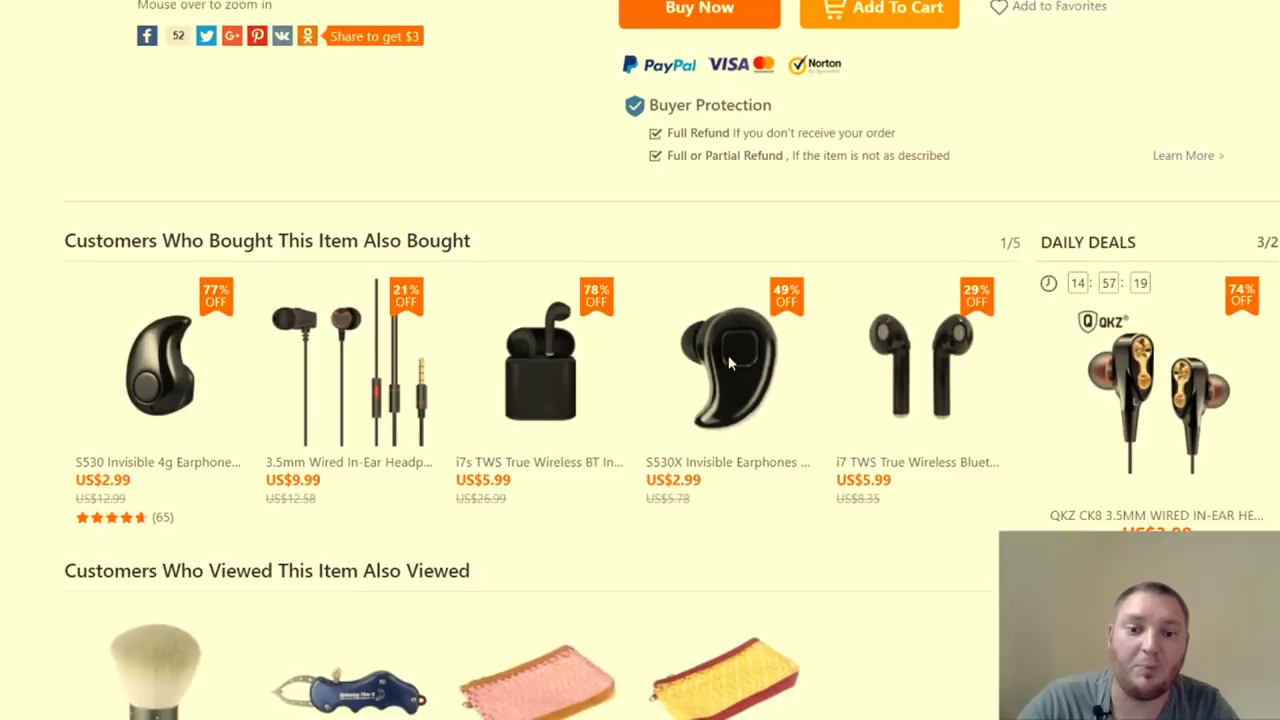 Mouse over to zoom in
Buy Now
Add To Cart
Add to Favorites
52
Share to get $3
PayPal VISA Norton
Buyer Protection
Full Refund If you don't receive your order
Full or Partial Refund , If the item is not as described
Learn More >
Customers Who Bought This Item Also Bought
1/5
77% OFF
21% OFF
78% OFF
49% OFF
29% OFF
S530 Invisible 4g Earphone...
US$2.99
US$12.99
(65)
3.5mm Wired In-Ear Headp...
US$9.99
US$12.58
i7s TWS True Wireless BT In...
US$5.99
US$26.99
S530X Invisible Earphones ...
US$2.99
US$5.78
i7 TWS True Wireless Bluet...
US$5.99
US$8.35
DAILY DEALS
3/2
14: 57: 19
74% OFF
QKZ®
QKZ CK8 3.5MM WIRED IN-EAR HE...
Customers Who Viewed This Item Also Viewed